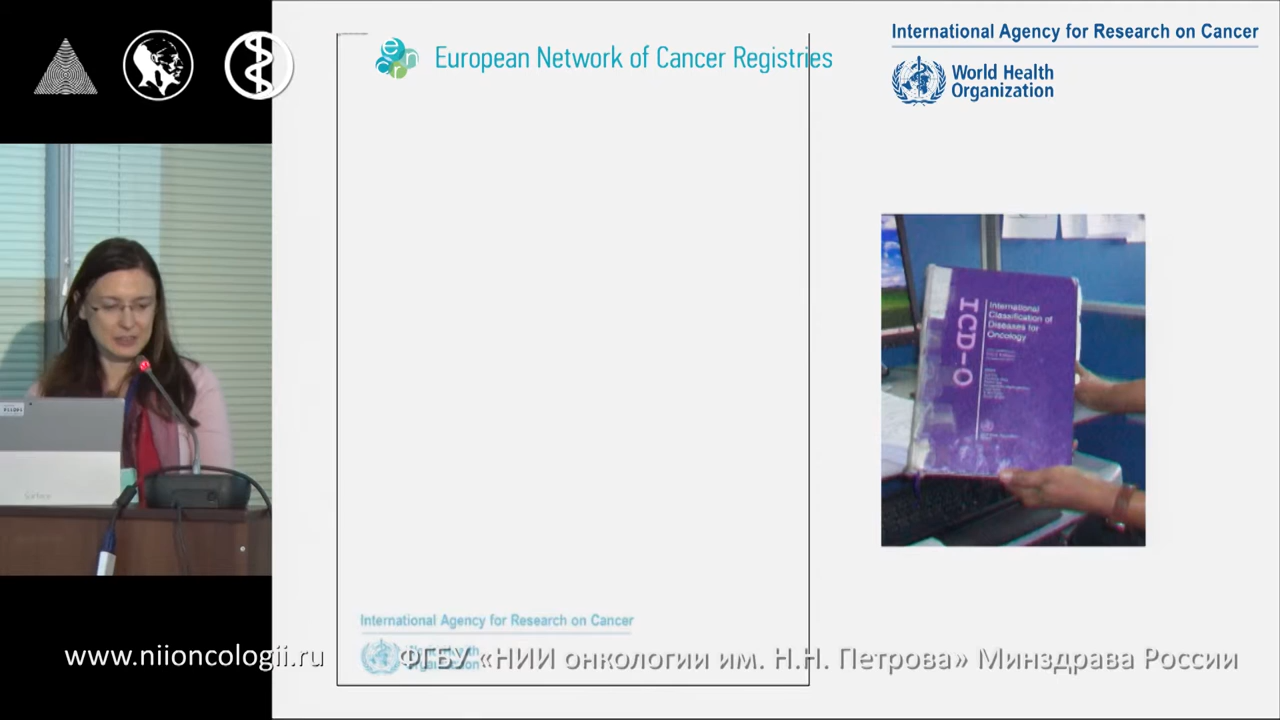 European Network of Cancer Registries
International Agency for Research on Cancer
World Health
Organization
ICD-O
International
Classification of
Diseases for
Oncology
Surface
International Agency for Research on Cancer
www.niioncologii.ru
ФГБУ «НИИ онкологии им. Н.Н. Петрова» Минздрава России